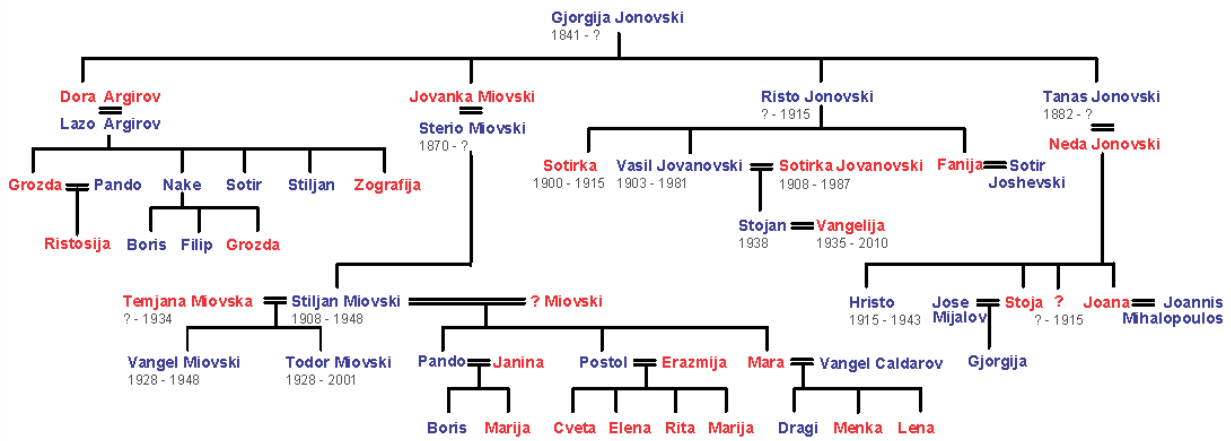 Gjorgija Jonovski
1841 - ?
Dora Argirov
Lazo Argirov
Jovanka Miovski
Sterio Miovski
1870 - ?
Risto Jonovski
? - 1915
Tanas Jonovski
1882 - ?
Neda Jonovski
Grozda
Pando
Nake
Sotir
Stiljan
Zografija
Sotirka
1900 - 1915
Vasil Jovanovski
1903 - 1981
Sotirka Jovanovski
1908 - 1987
Fanija
Sotir
Joshevski
Ristosija
Boris
Filip
Grozda
Stojan
1938
Vangelija
1935 - 2010
Temjana Miovska
? - 1934
Stiljan Miovski
1908 - 1948
? Miovski
Hristo
1915 - 1943
Jose
Mijalov
Stoja
?
? - 1915
Joana
Joannis
Mihalopoulos
Vangel Miovski
1928 - 1948
Todor Miovski
1928 - 2001
Pando
Janina
Postol
Erazmija
Mara
Vangel Caldarov
Gjorgija
Boris
Marija
Cveta
Elena
Rita
Marija
Dragi
Menka
Lena